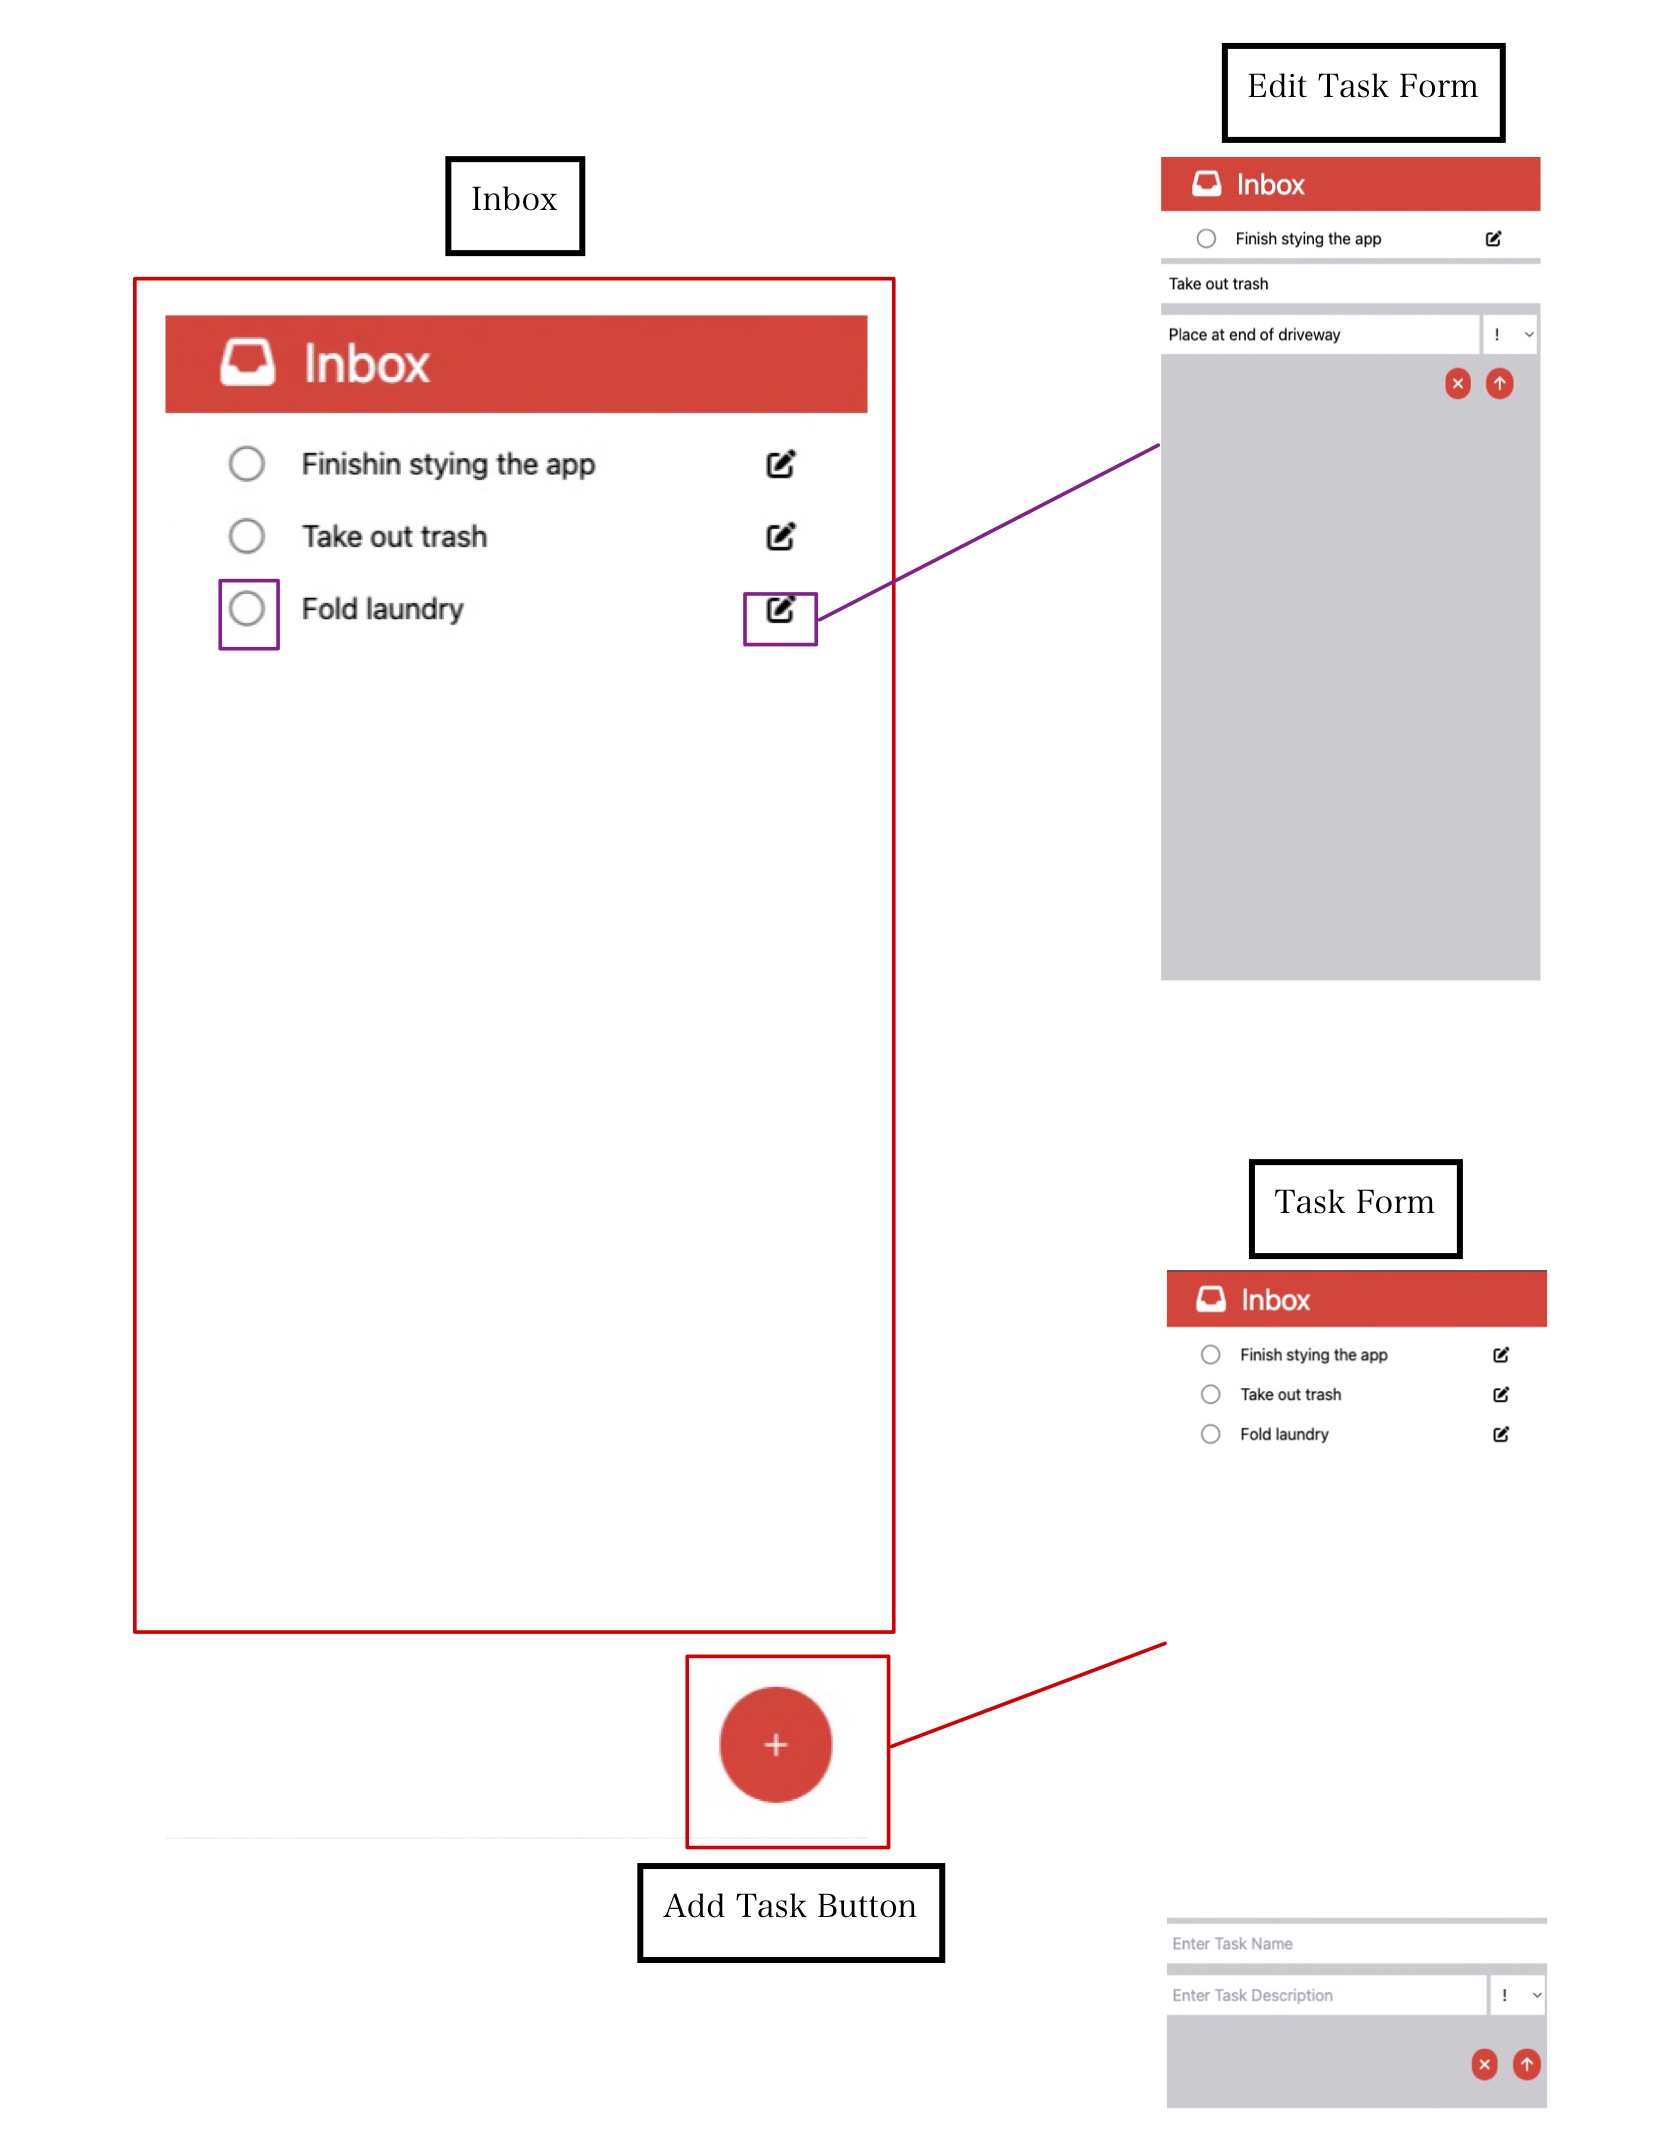 Inbox
Inbox
Finishin stying the app
Take out trash
Fold laundry
+
Add Task Button
Edit Task Form
Inbox
Finish stying the app
Take out trash
Place at end of driveway
!
Task Form
Inbox
Finish stying the app
Take out trash
Fold laundry
Enter Task Name
Enter Task Description
!